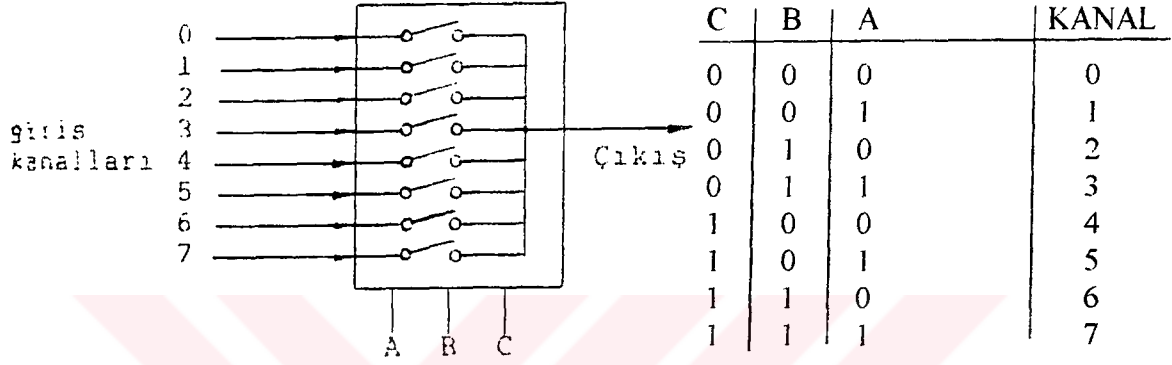 0
1
2
giriş 3
kanalları 4
5
6
7
A B C
Çıkış
C B A KANAL
0 0 0 0
0 0 1 1
0 1 0 2
0 1 1 3
1 0 0 4
1 0 1 5
1 1 0 6
1 1 1 7